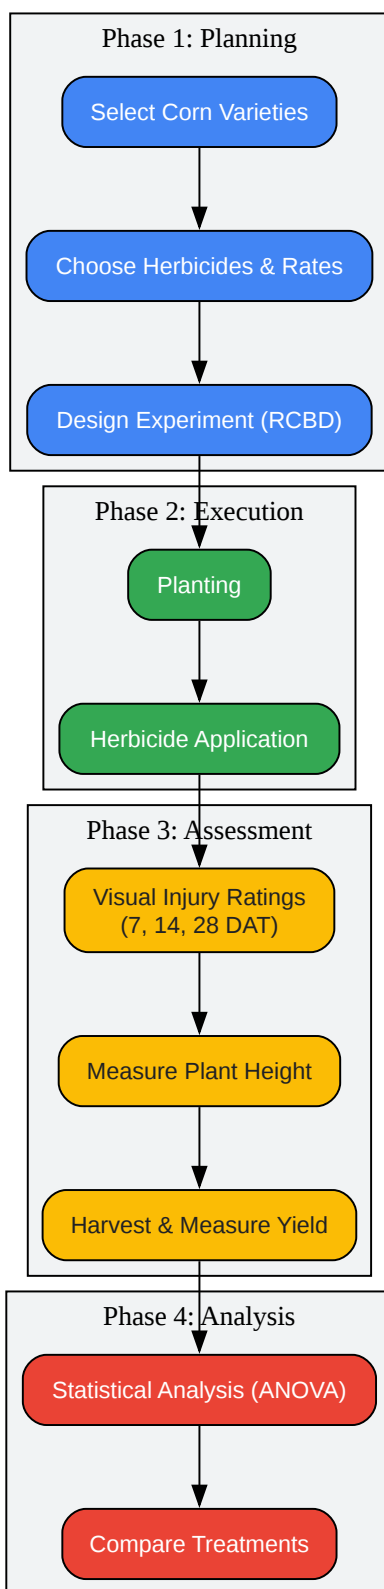 Phase 1: Planning
Select Corn Varieties
Choose Herbicides & Rates
Design Experiment (RCBD)
Phase 2: Execution
Planting
Herbicide Application
Phase 3: Assessment
Visual Injury Ratings
(7, 14, 28 DAT)
Measure Plant Height
Harvest & Measure Yield
Phase 4: Analysis
Statistical Analysis (ANOVA)
Compare Treatments